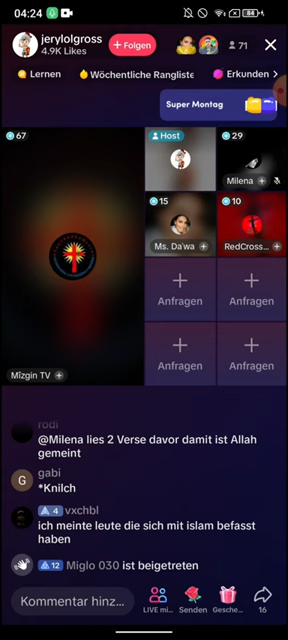 04:24
84
jerylolgross
4.9K Likes
+ Folgen
71
Lernen
Wöchentliche Rangliste
Erkunden
Super Montag
67
Host
29
Milena
15
10
Ms. Da'wa
RedCross...
Anfragen
Anfragen
Anfragen
Anfragen
Mîzgin TV
rodi
@Milena lies 2 Verse davor damit ist Allah
gemeint
G
gabi
*Knilch
4 vxchbl
ich meinte leute die sich mit islam befasst
haben
12 Miglo 030 ist beigetreten
Kommentar hinz...
LIVE mi...
Senden
Gesche...
16